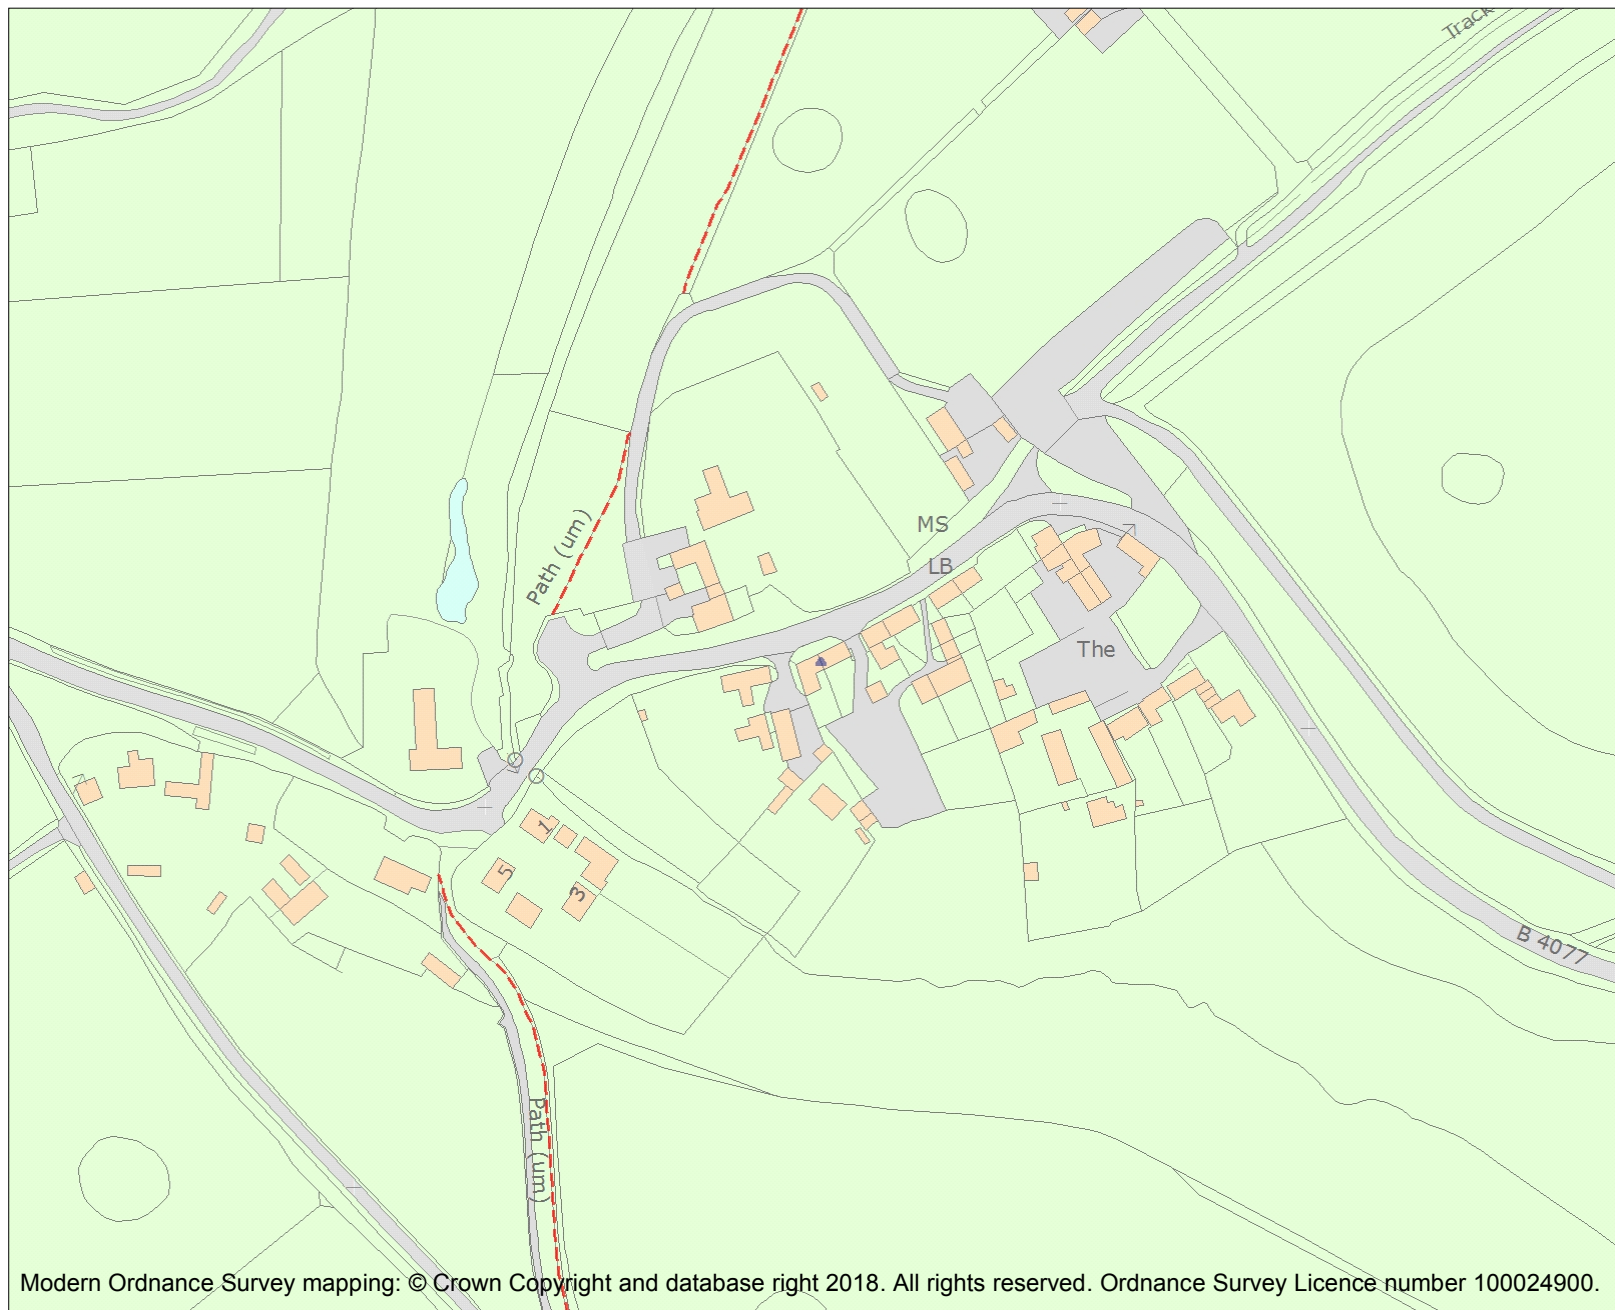 Track
Path (um)
MS
LB
The
1
5
3
B 4077
Path (um)
Modern Ordnance Survey mapping: © Crown Copyright and database right 2018. All rights reserved. Ordnance Survey Licence number 100024900.